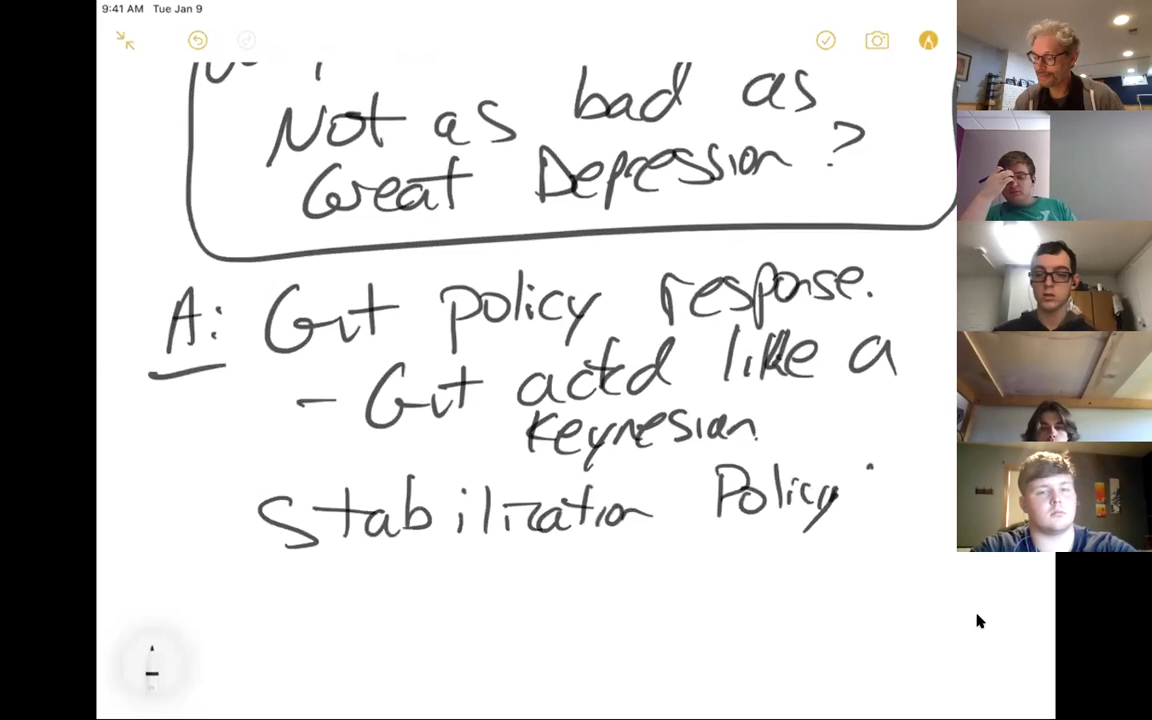 9:41 AM Tue Jan 9
Not as bad as
Great Depression?
A: Gvt policy response.
- Gvt acted like a
Keynesian.
Stabilization Policy